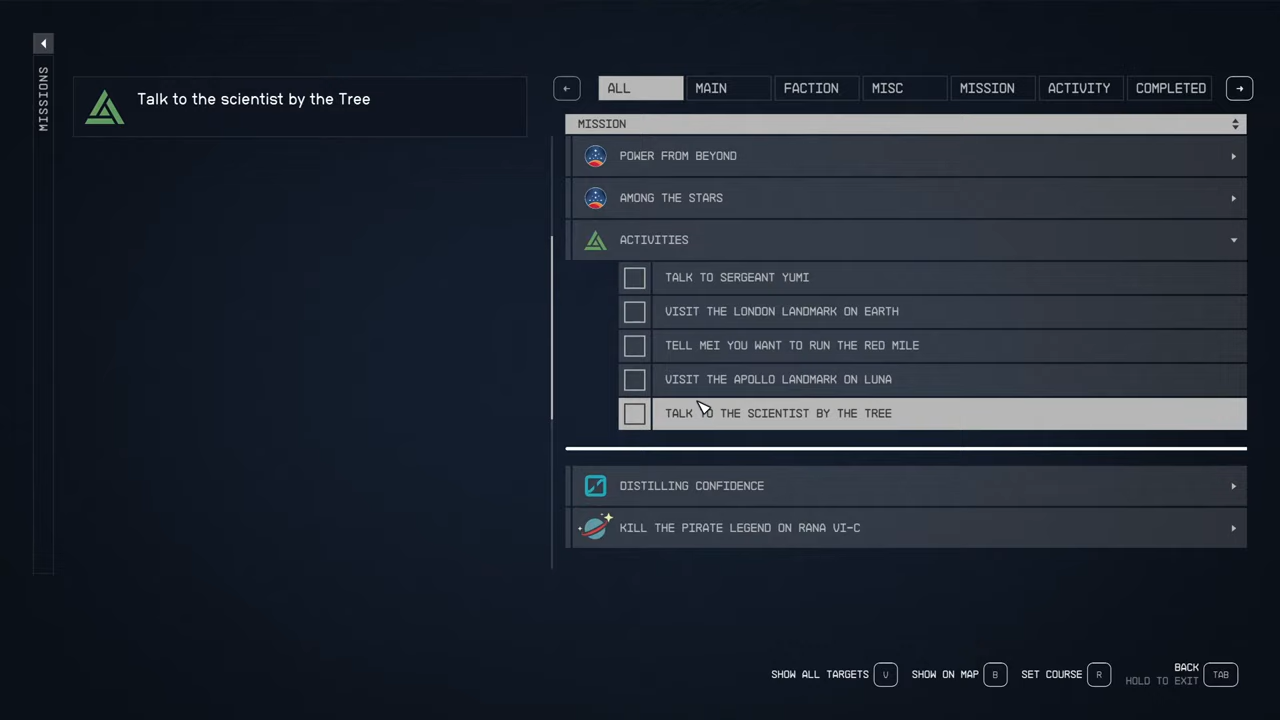 MISSIONS
Talk to the scientist by the Tree
ALL MAIN FACTION MISC MISSION ACTIVITY COMPLETED
MISSION
POWER FROM BEYOND
AMONG THE STARS
ACTIVITIES
TALK TO SERGEANT YUMI
VISIT THE LONDON LANDMARK ON EARTH
TELL MEI YOU WANT TO RUN THE RED MILE
VISIT THE APOLLO LANDMARK ON LUNA
TALK TO THE SCIENTIST BY THE TREE
DISTILLING CONFIDENCE
KILL THE PIRATE LEGEND ON RANA VI-C
SHOW ALL TARGETS V SHOW ON MAP B SET COURSE R BACK TAB
HOLD TO EXIT